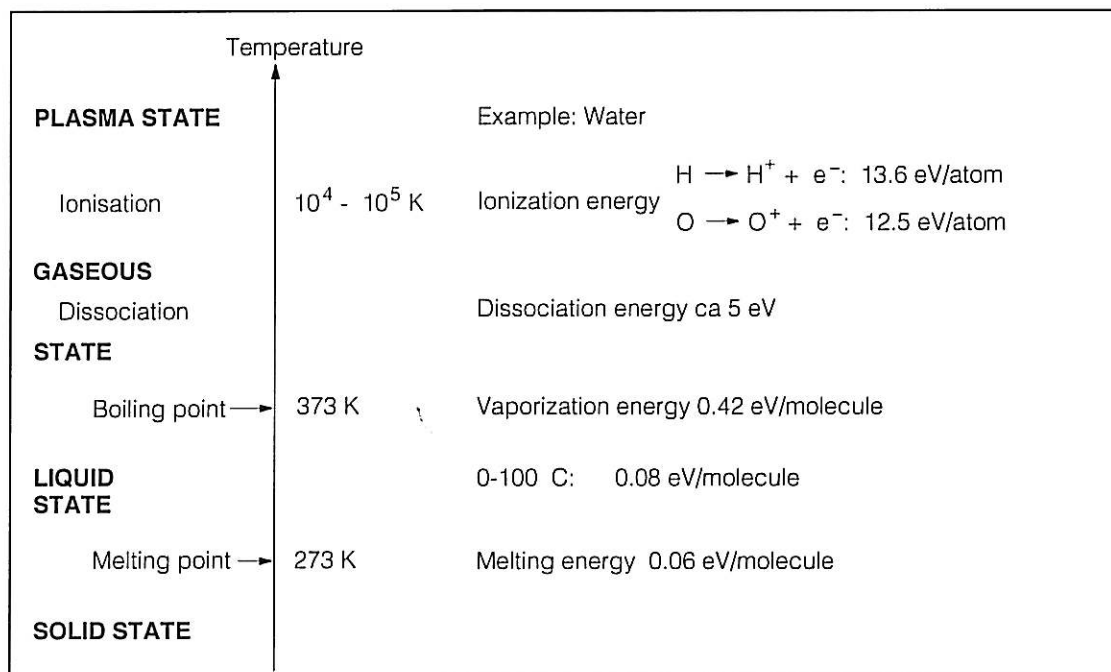 Temperature
PLASMA STATE Example: Water
H → H⁺ + e⁻: 13.6 eV/atom
Ionisation 10⁴ - 10⁵ K Ionization energy
O → O⁺ + e⁻: 12.5 eV/atom
GASEOUS
Dissociation Dissociation energy ca 5 eV
STATE
Boiling point → 373 K Vaporization energy 0.42 eV/molecule
LIQUID 0-100 C: 0.08 eV/molecule
STATE
Melting point → 273 K Melting energy 0.06 eV/molecule
SOLID STATE